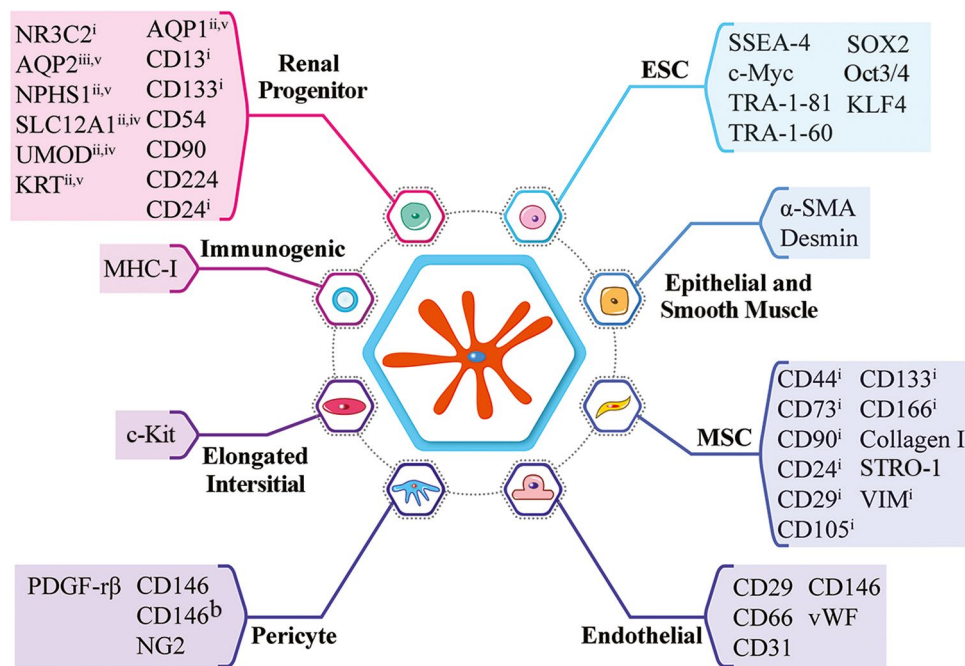 NR3C2ⁱ
AQP2ⁱⁱⁱ,ᵛ
NPHS1ⁱⁱ,ᵛ
SLC12A1ⁱⁱ,ⁱᵛ
UMODⁱⁱ,ⁱᵛ
KRTⁱⁱ,ᵛ
AQP1ⁱⁱ,ᵛ
CD13ⁱ
CD133ⁱ
CD54
CD90
CD224
CD24ⁱ
Renal
Progenitor
ESC
SSEA-4
c-Myc
TRA-1-81
TRA-1-60
SOX2
Oct3/4
KLF4
MHC-I
Immunogenic
α-SMA
Desmin
Epithelial and
Smooth Muscle
c-Kit
Elongated
Intersitial
MSC
CD44ⁱ
CD73ⁱ
CD90ⁱ
CD24ⁱ
CD29ⁱ
CD105ⁱ
CD133ⁱ
CD166ⁱ
Collagen I
STRO-1
VIMⁱ
PDGF-rβ
CD146
CD146ᵇ
NG2
Pericyte
Endothelial
CD29
CD66
CD31
CD146
vWF